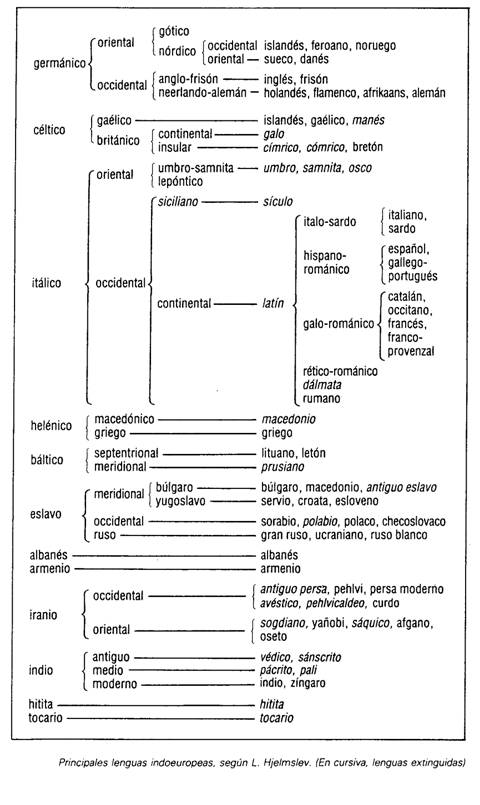 germánico
oriental
gótico
nórdico
occidental islandés, feroano, noruego
oriental sueco, danés
occidental
anglo-frisón inglés, frisón
neerlando-alemán holandés, flamenco, afrikaans, alemán
céltico
gaélico islandés, gaélico, manés
británico
continental galo
insular címrico, cómrico, bretón
itálico
oriental
umbro-samnita umbro, samnita, osco
lepóntico
occidental
siciliano sículo
continental latín
italo-sardo
italiano,
sardo
hispano-
románico
español,
gallego-
portugués
galo-románico
catalán,
occitano,
francés,
franco-
provenzal
rético-románico
dálmata
rumano
helénico
macedónico macedonio
griego griego
báltico
septentrional lituano, letón
meridional prusiano
eslavo
meridional
búlgaro búlgaro, macedonio, antiguo eslavo
yugoslavo servio, croata, esloveno
occidental sorabio, polabio, polaco, checoslovaco
ruso gran ruso, ucraniano, ruso blanco
albanés albanés
armenio armenio
iranio
occidental
antiguo persa, pehlvi, persa moderno
avéstico, pehlvicaldeo, curdo
oriental
sogdiano, yañobi, sáquico, afgano,
oseto
indio
antiguo védico, sánscrito
medio pácrito, pali
moderno indio, zíngaro
hitita hitita
tocario tocario
Principales lenguas indoeuropeas, según L. Hjelmslev. (En cursiva, lenguas extinguidas)